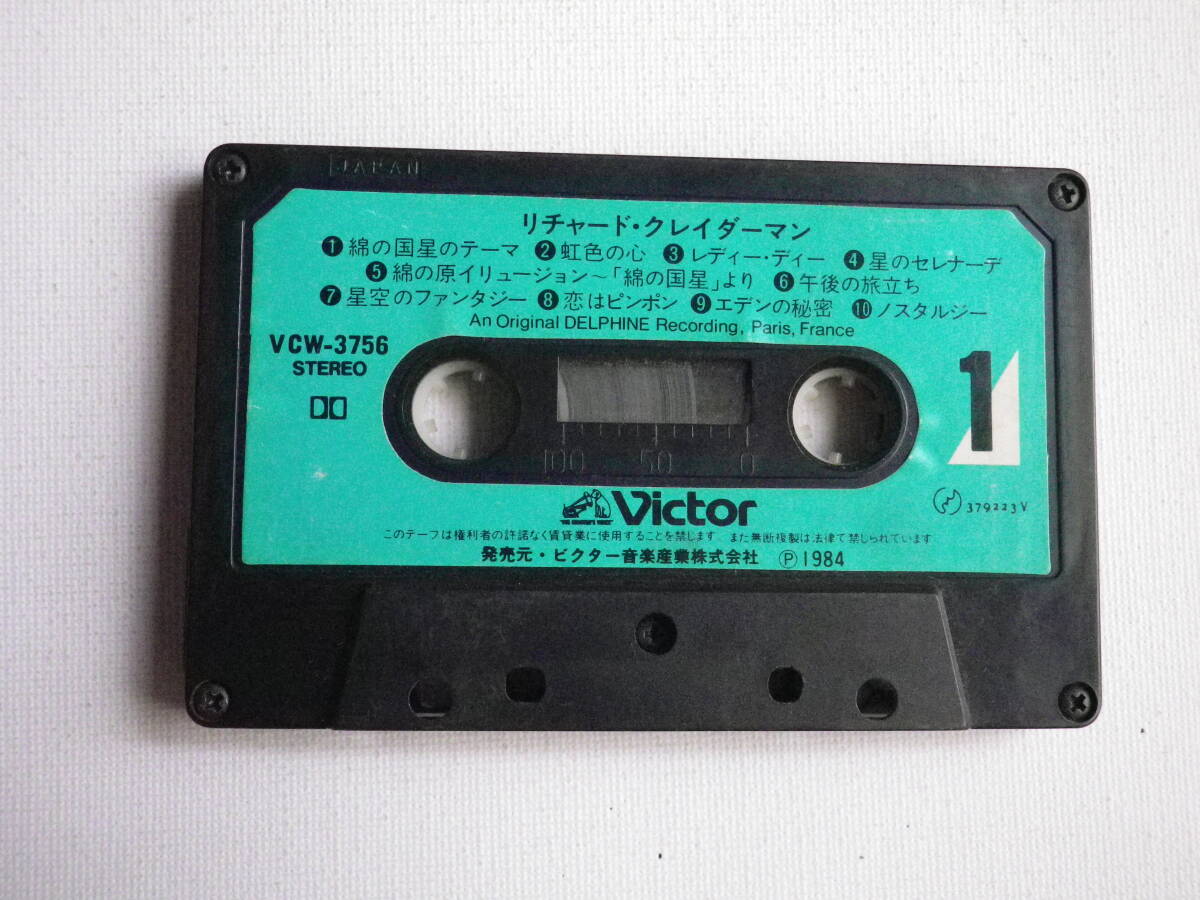 JAPAN
リチャード・クレイダーマン
❶綿の国星のテーマ ❷虹色の心 ❸レディー・ディー ❹星のセレナーデ
❺綿の原イリュージョン～「綿の国星」より ❻午後の旅立ち
❼星空のファンタジー ❽恋はピンポン ❾エデンの秘密 ❿ノスタルジー
An Original DELPHINE Recording, Paris, France
VCW-3756
STEREO
1
100 50 0
Victor
379223V
このテープは権利者の許諾なく賃貸業に使用することを禁じます また無断複製は法律で禁じられています
発売元・ビクター音楽産業株式会社 Ⓟ1984